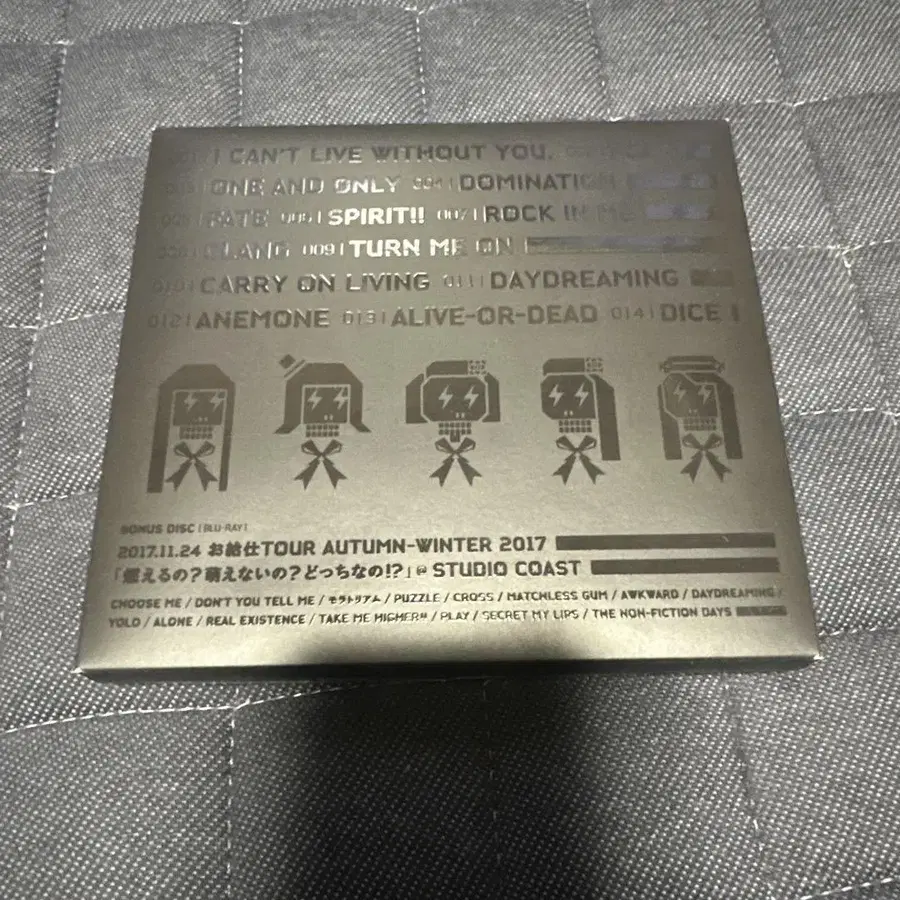 I CAN'T LIVE WITHOUT YOU.
ONE AND ONLY 004 | DOMINATION
FATE 006 | SPIRIT!! 007 | ROCK IN ME
CLANG 009 | TURN ME ON
010 | CARRY ON LIVING 011 | DAYDREAMING
012 | ANEMONE 013 | ALIVE-OR-DEAD 014 | DICE
BONUS DISC [BLU-RAY]
2017.11.24 お給仕TOUR AUTUMN-WINTER 2017
「燃えるの?萌えないの?どっちなの!?」@ STUDIO COAST
CHOOSE ME / DON'T YOU TELL ME / モラトリアム / PUZZLE / CROSS / MATCHLESS GUM / AWKWARD / DAYDREAMING /
YOLO / ALONE / REAL EXISTENCE / TAKE ME HIGHER!! / PLAY / SECRET MY LIPS / THE NON-FICTION DAYS